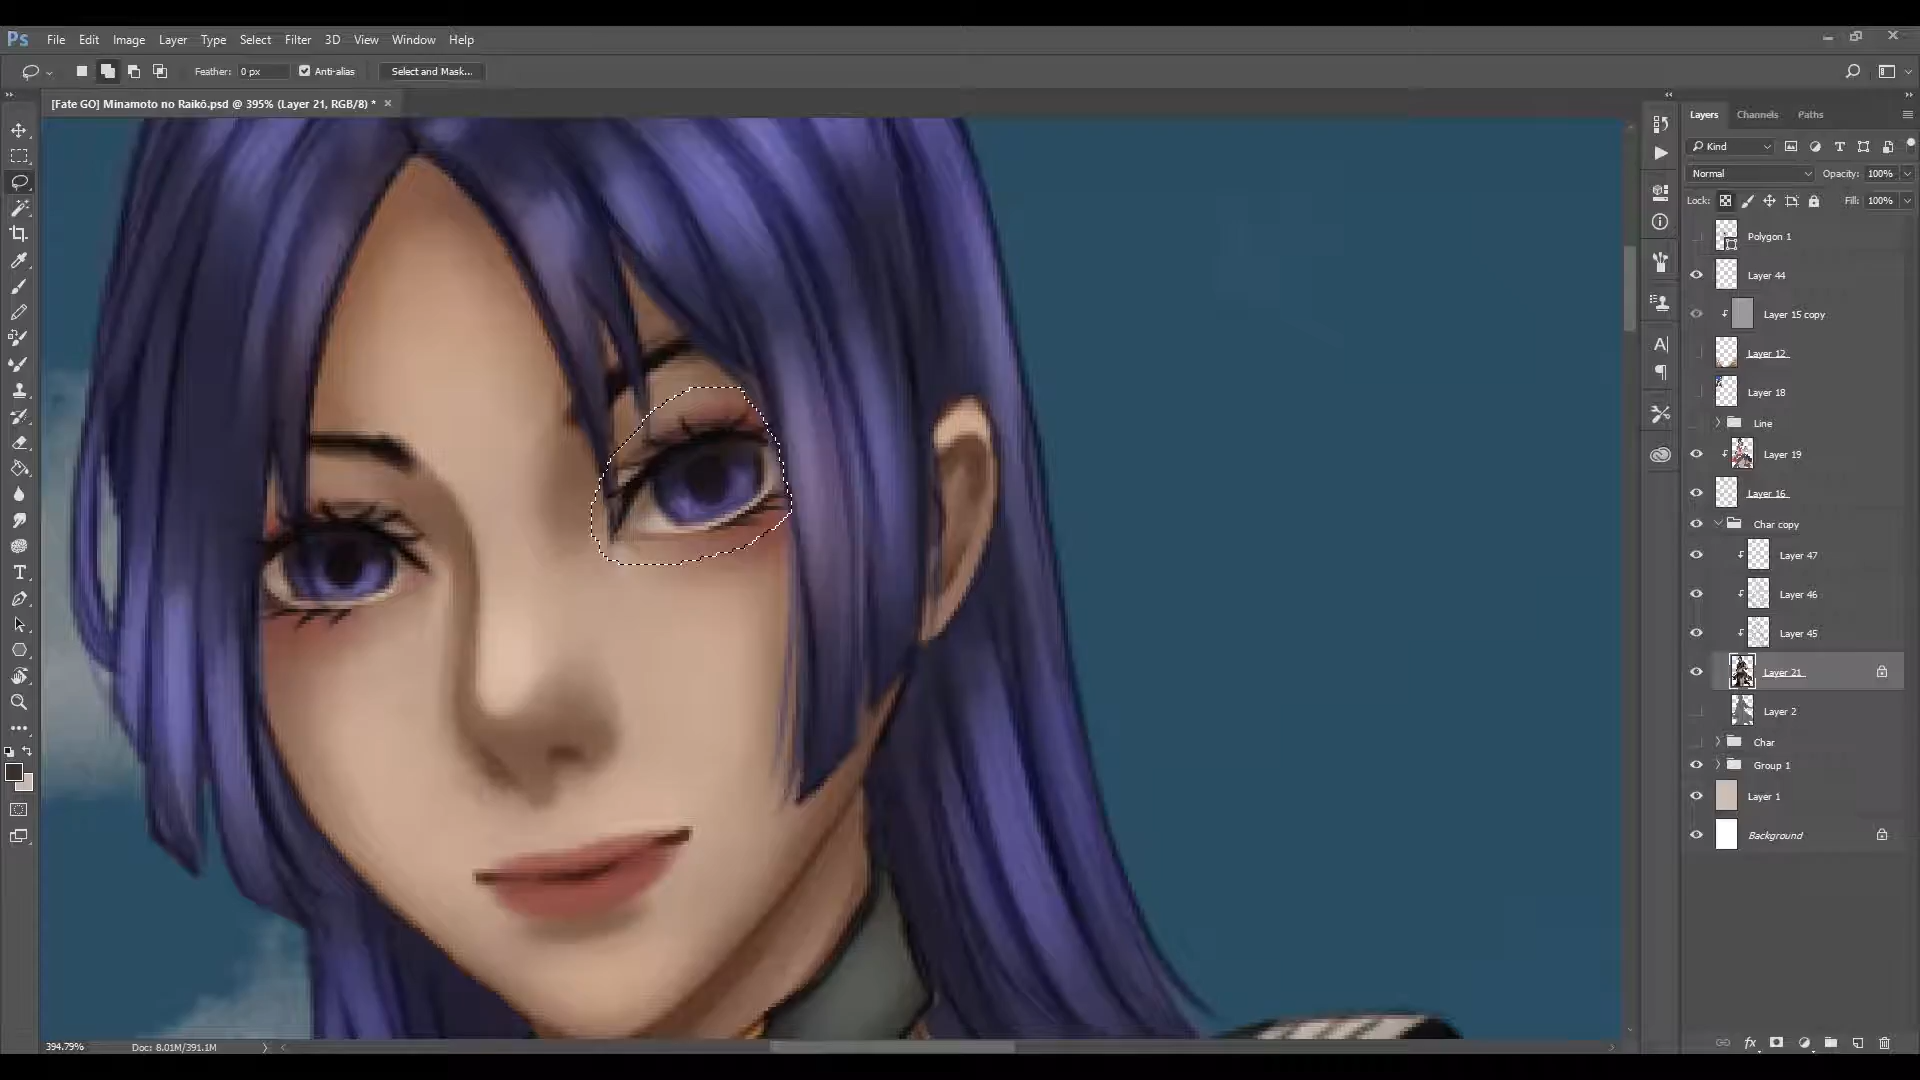 Ps File Edit Image Layer Type Select Filter 3D View Window Help
Feather: 0 px Anti-alias Select and Mask...
[Fate GO] Minamoto no Raikō.psd @ 395% (Layer 21, RGB/8) *
Layers Channels Paths
Kind
Normal Opacity: 100%
Lock: Fill: 100%
Polygon 1
Layer 44
Layer 15 copy
Layer 12
Layer 18
Line
Layer 19
Layer 16
Char copy
Layer 47
Layer 46
Layer 45
Layer 21
Layer 2
Char
Group 1
Layer 1
Background
394.79% Doc: 8.01M/391.1M